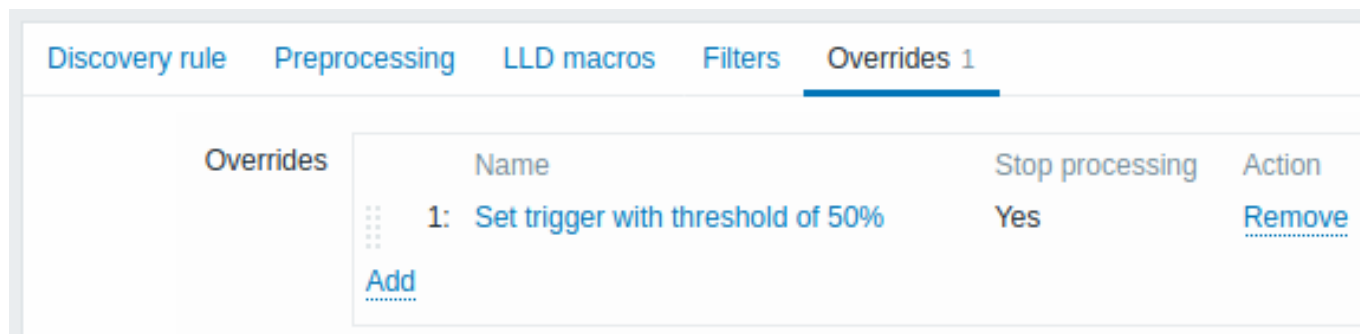 Discovery rule Preprocessing LLD macros Filters Overrides 1
Overrides Name Stop processing Action
1: Set trigger with threshold of 50% Yes Remove
Add